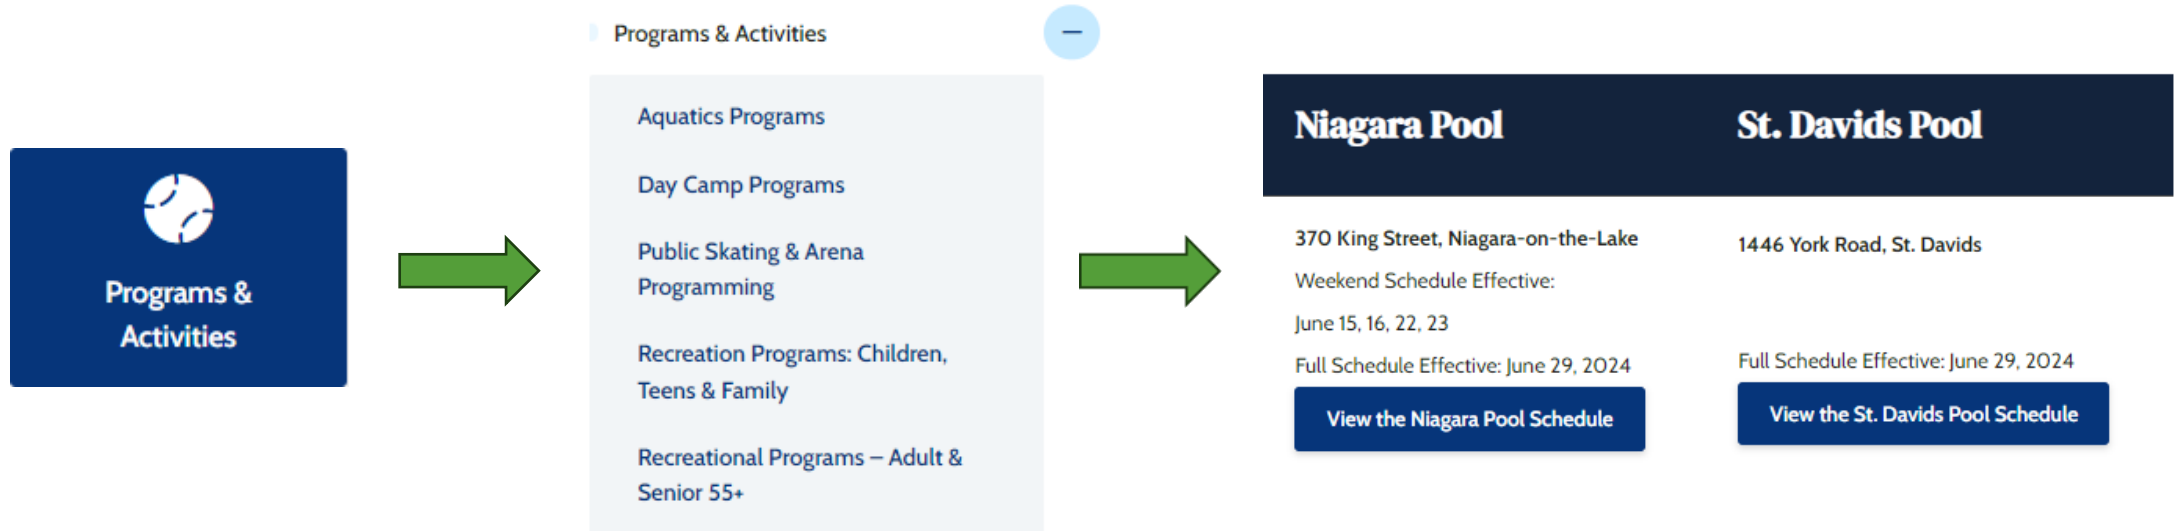 Programs &
Activities
Programs & Activities
Aquatics Programs
Day Camp Programs
Public Skating & Arena
Programming
Recreation Programs: Children,
Teens & Family
Recreational Programs – Adult &
Senior 55+
Niagara Pool
370 King Street, Niagara-on-the-Lake
Weekend Schedule Effective:
June 15, 16, 22, 23
Full Schedule Effective: June 29, 2024
View the Niagara Pool Schedule
St. Davids Pool
1446 York Road, St. Davids
Full Schedule Effective: June 29, 2024
View the St. Davids Pool Schedule